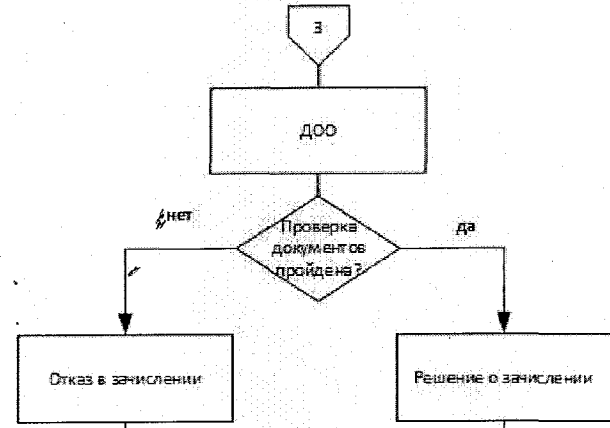 3
ДОО
нет
Проверка
документов
пройдена?
да
Отказ в зачислении
Решение о зачислении